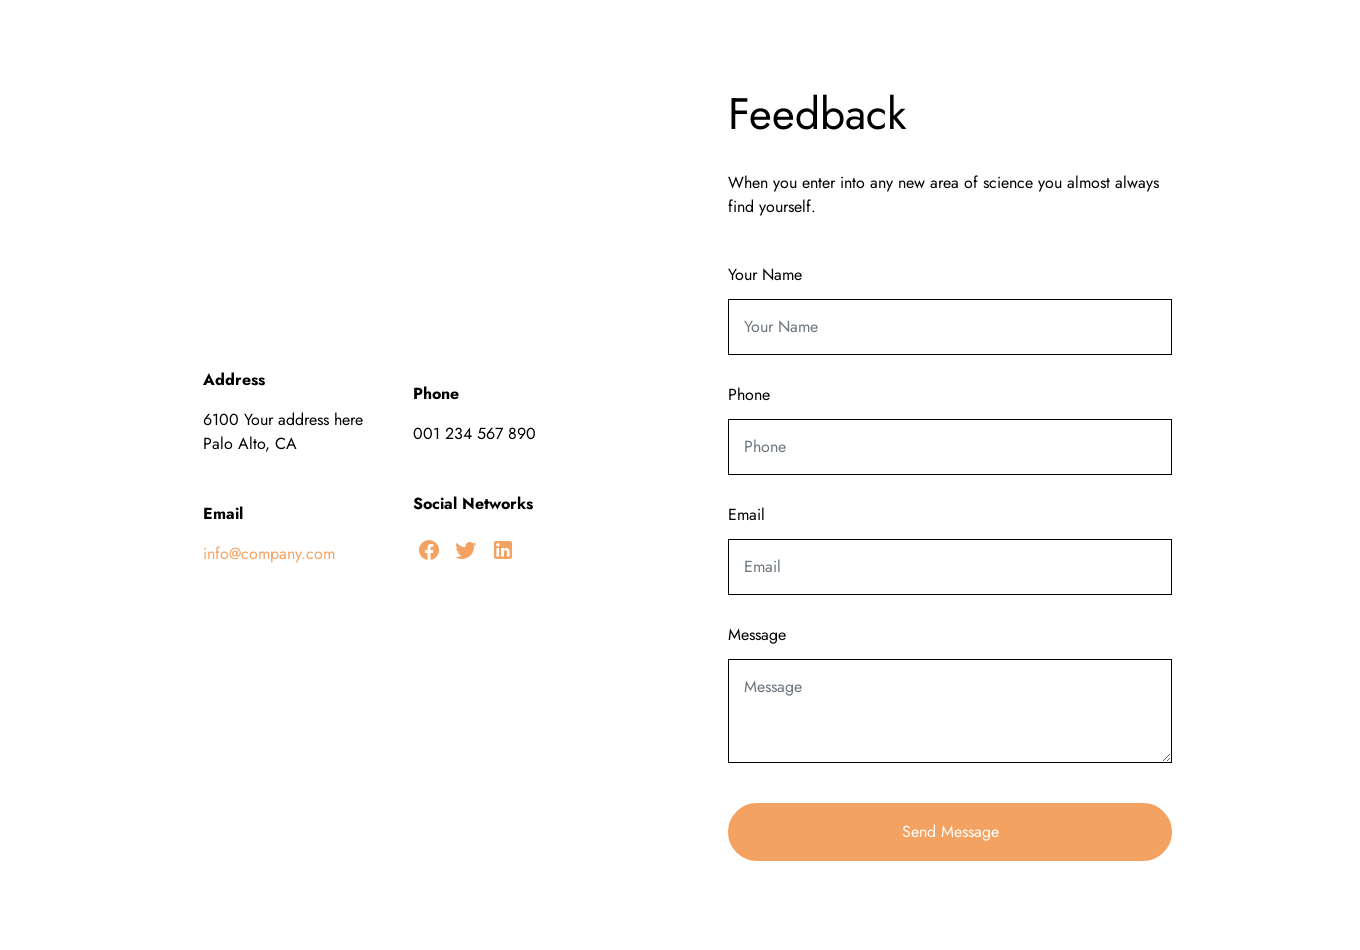 Address
6100 Your address here
Palo Alto, CA
Email
info@company.com
Phone
001 234 567 890
Social Networks
Feedback
When you enter into any new area of science you almost always
find yourself.
Your Name
Your Name
Phone
Phone
Email
Email
Message
Message
Send Message